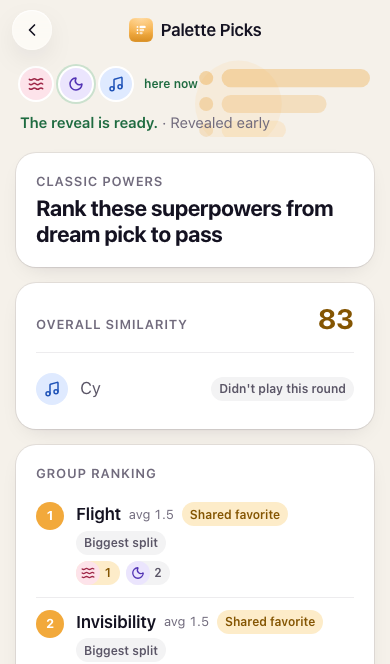 Palette Picks
here now
The reveal is ready. · Revealed early
CLASSIC POWERS
Rank these superpowers from
dream pick to pass
OVERALL SIMILARITY 83
Cy Didn't play this round
GROUP RANKING
1 Flight avg 1.5 Shared favorite
Biggest split
1 2
2 Invisibility avg 1.5 Shared favorite
Biggest split